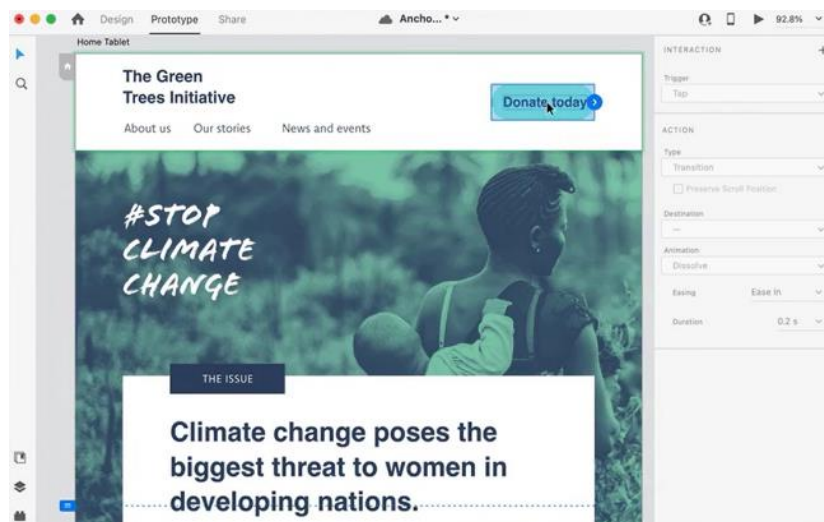 Design Prototype Share
Ancho... *
92.8%
Home Tablet
The Green
Trees Initiative
Donate today
About us Our stories News and events
#STOP
CLIMATE
CHANGE
THE ISSUE
Climate change poses the
biggest threat to women in
developing nations.
INTERACTION
+
Trigger
Tap
ACTION
Type
Transition
Preserve Scroll Position
Destination
—
Animation
Dissolve
Easing Ease In
Duration 0.2 s